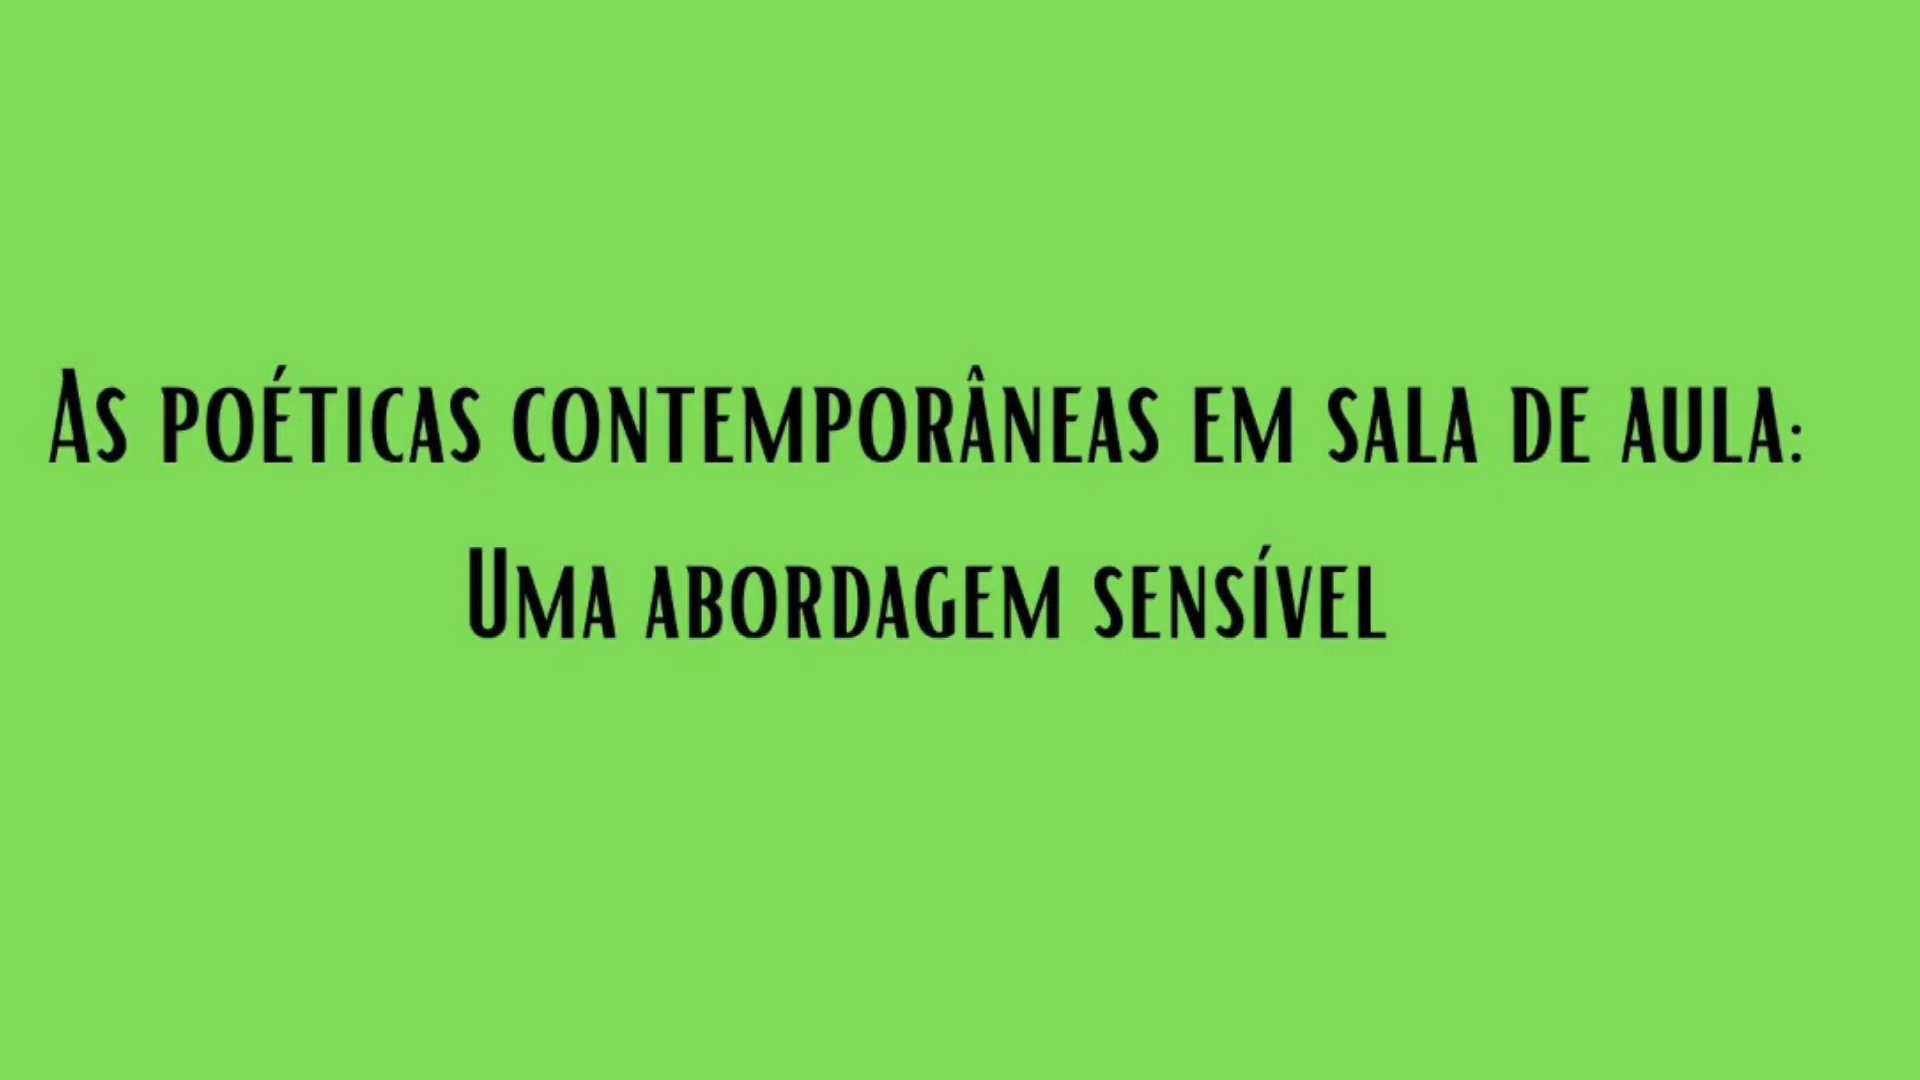 As poéticas contemporâneas em sala de aula:
Uma abordagem sensível